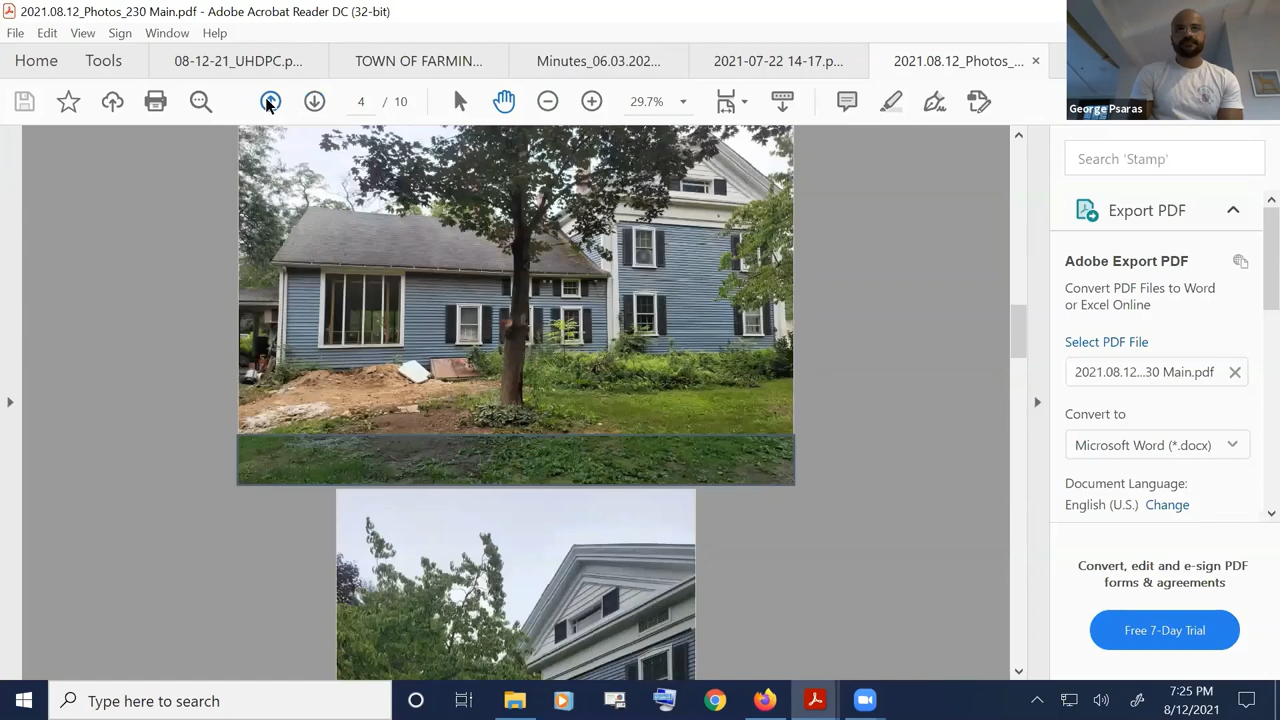 2021.08.12_Photos_230 Main.pdf - Adobe Acrobat Reader DC (32-bit)
File Edit View Sign Window Help
Home Tools 08-12-21_UHDPC.p... TOWN OF FARMIN... Minutes_06.03.202... 2021-07-22 14-17.p... 2021.08.12_Photos_... ×
4 / 10 29.7%
George Psaras
Search 'Stamp'
Export PDF
Adobe Export PDF
Convert PDF Files to Word
or Excel Online
Select PDF File
2021.08.12...30 Main.pdf
Convert to
Microsoft Word (*.docx)
Document Language:
English (U.S.) Change
Convert, edit and e-sign PDF
forms & agreements
Free 7-Day Trial
Type here to search
7:25 PM
8/12/2021